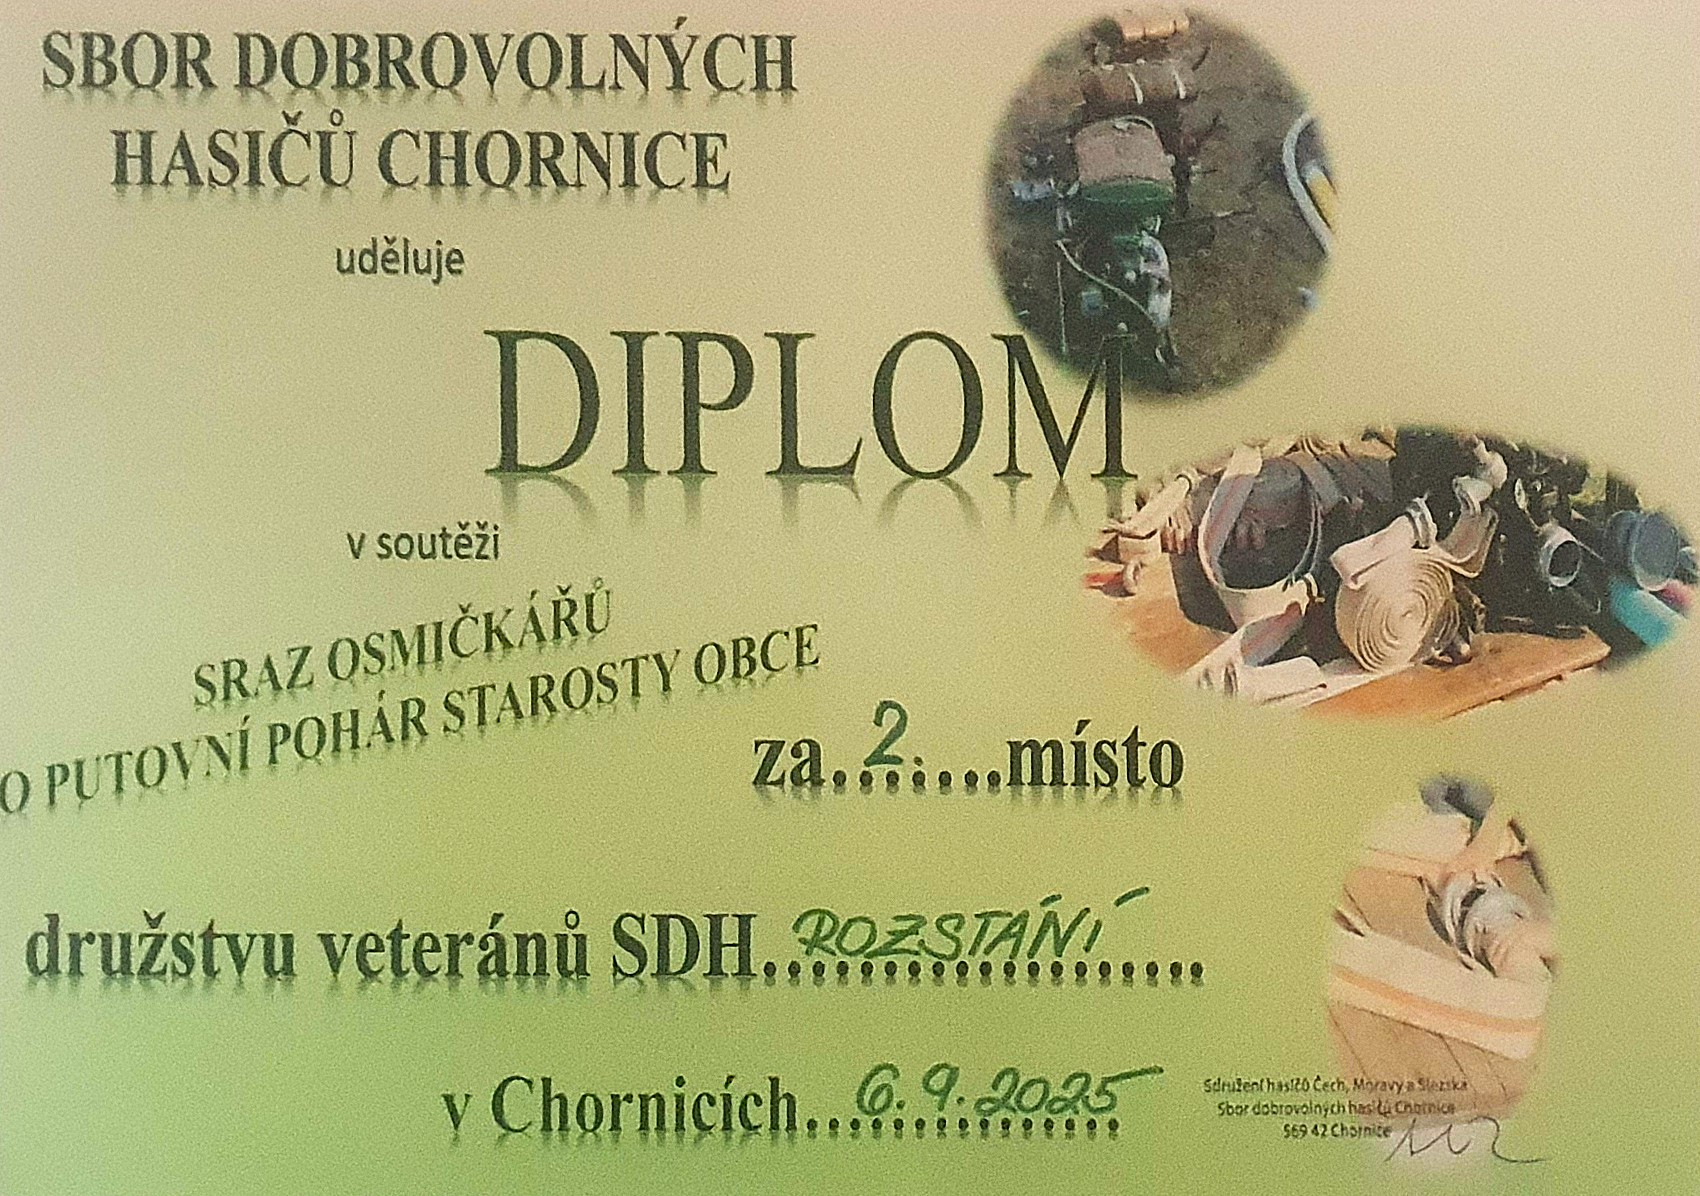 SBOR DOBROVOLNÝCH
HASIČŮ CHORNICE
uděluje
DIPLOM
v soutěži
SRAZ OSMIČKÁŘŮ
O PUTOVNÍ POHÁR STAROSTY OBCE
za..2.....místo
družstvu veteránů SDH ROZSTÁNÍ
v Chornicích 6.9.2025
Sdružení hasičů Čech, Moravy a Slezska
Sbor dobrovolných hasičů Chornice
569 42 Chornice